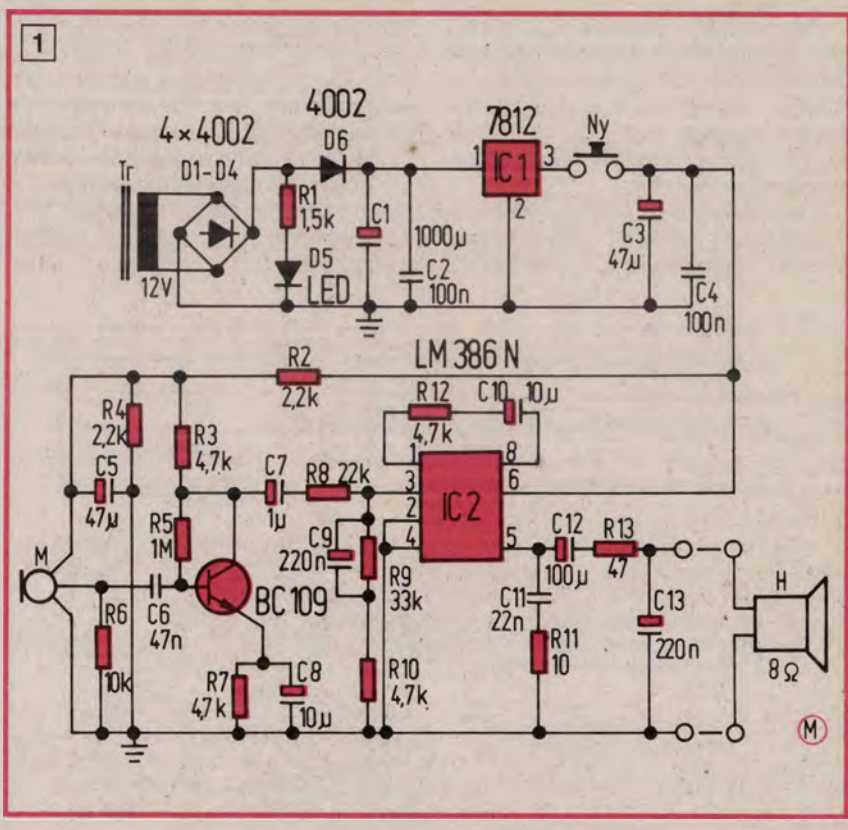 1
4002
4×4002
D6
7812
Ny
Tr
D1-D4
1
IC1
3
R1
1,5k
C1
2
C3
47µ
1000µ
D5
LED
C2
100n
C4
100n
12V
LM386N
R2
2,2k
R12
4,7k
C10
10µ
R4
2,2k
R3
4,7k
C7
1µ
R8
22k
1
8
3
6
2
IC2
4
5
C5
47µ
R5
1M
C9
220n
R9
33k
C12
100µ
R13
47
M
C6
47n
BC109
C11
22n
H
C13
220n
R6
10k
R7
4,7k
C8
10µ
R10
4,7k
R11
10
8Ω
M